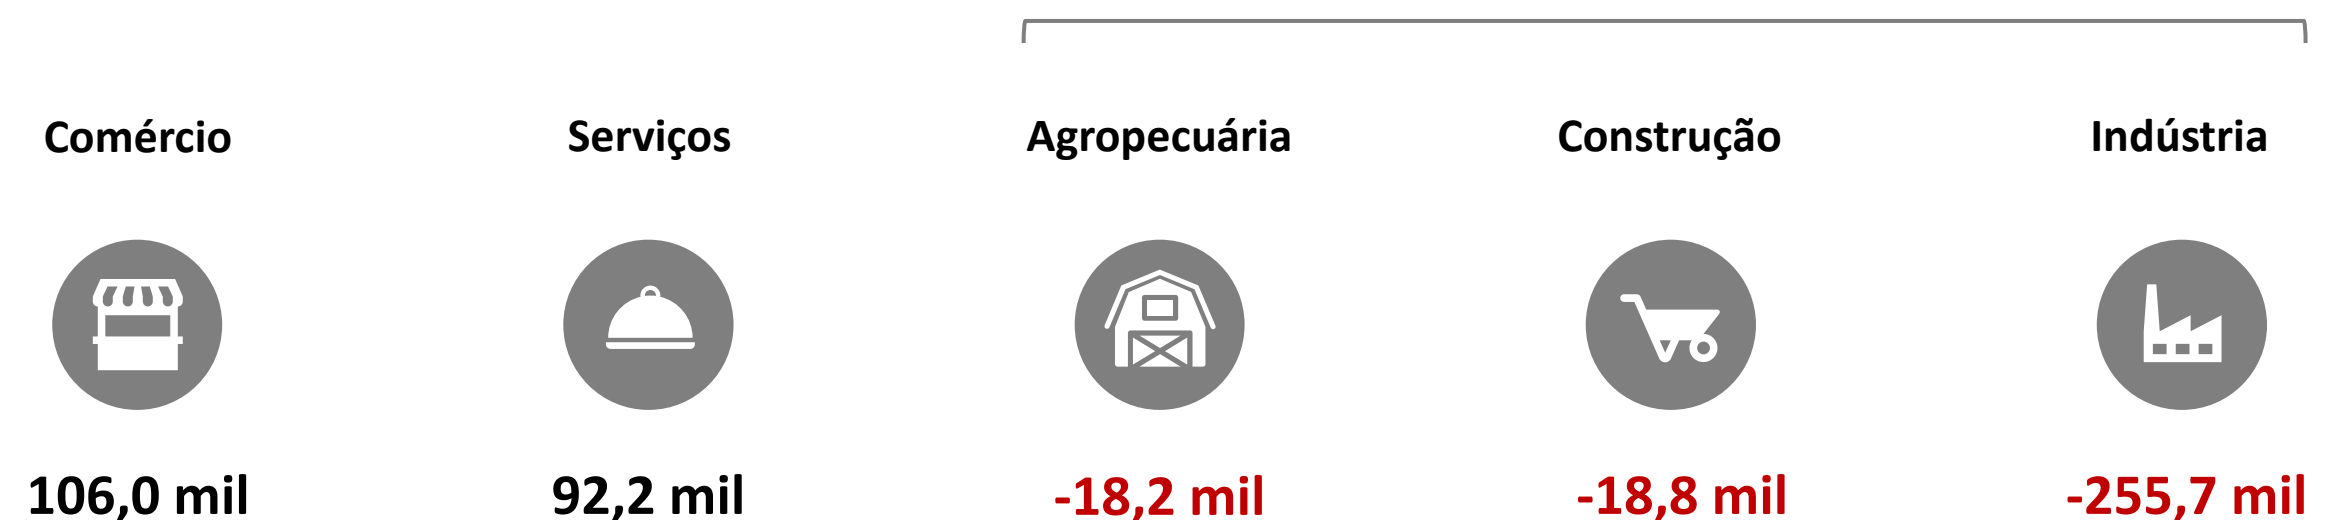 Comércio Serviços Agropecuária Construção Indústria
106,0 mil 92,2 mil -18,2 mil -18,8 mil -255,7 mil